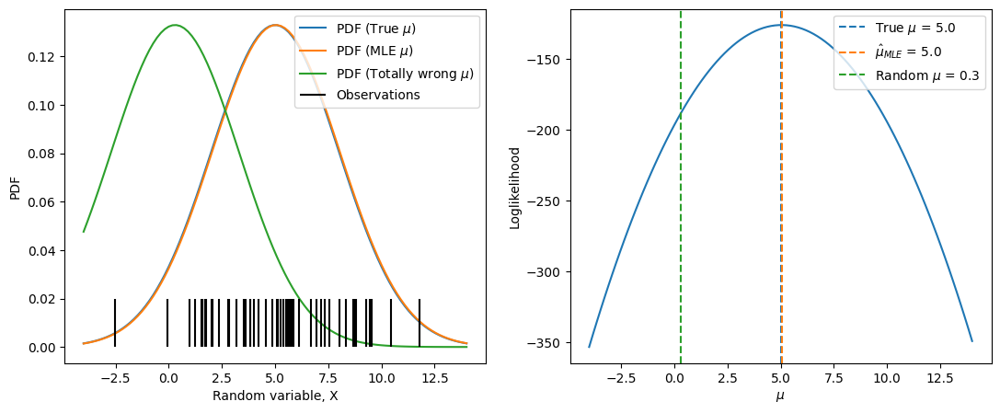 PDF (True μ)
PDF (MLE μ)
PDF (Totally wrong μ)
Observations
0.12
0.10
0.08
0.06
0.04
0.02
0.00
PDF
−2.5
0.0
2.5
5.0
7.5
10.0
12.5
Random variable, X
True μ = 5.0
μ̂_MLE = 5.0
Random μ = 0.3
−150
−200
−250
−300
−350
Loglikelihood
−2.5
0.0
2.5
5.0
7.5
10.0
12.5
μ